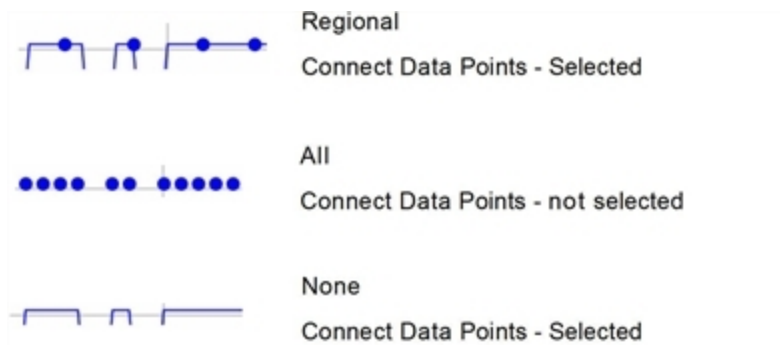 Regional
Connect Data Points - Selected
All
Connect Data Points - not selected
None
Connect Data Points - Selected